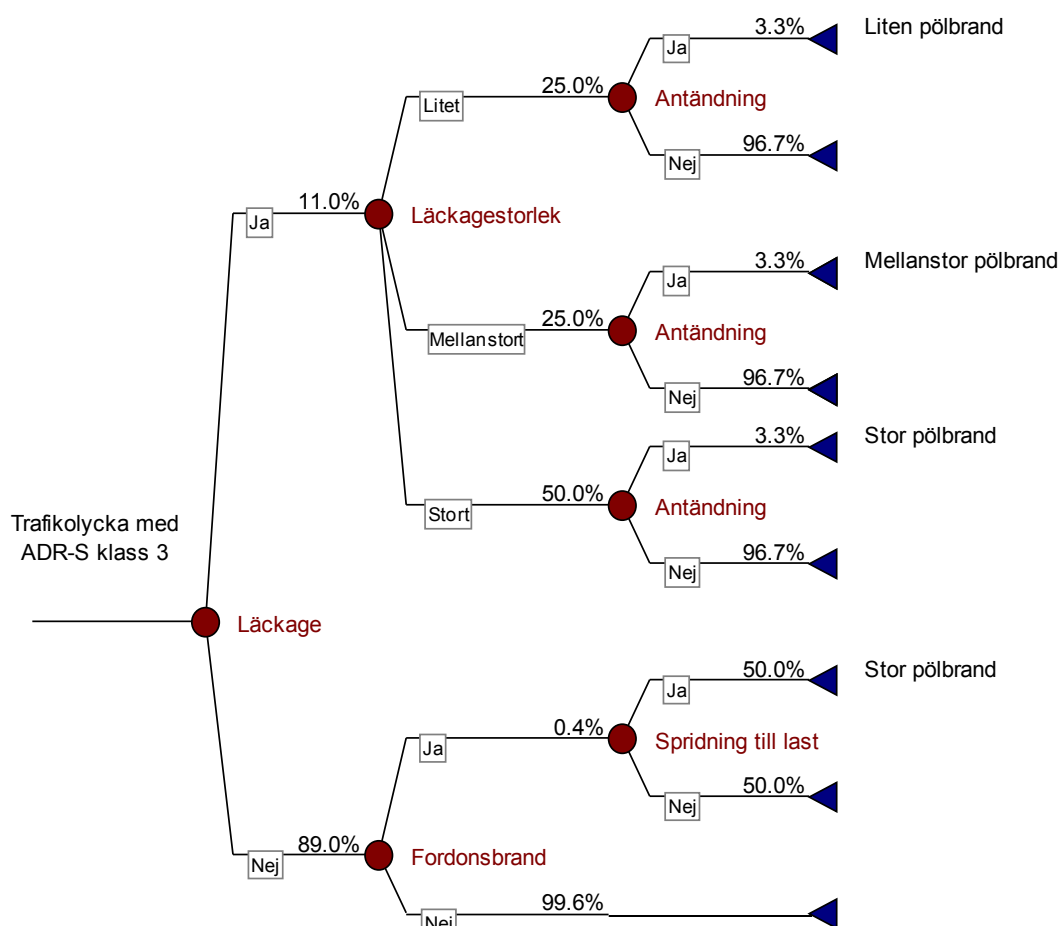 3.3%
Liten pölbrand
Ja
25.0%
Antändning
Litet
96.7%
Nej
11.0%
Läckagestorlek
Ja
3.3%
Mellanstor pölbrand
Ja
25.0%
Antändning
Mellanstort
96.7%
Nej
3.3%
Stor pölbrand
Ja
50.0%
Antändning
Stort
96.7%
Nej
Trafikolycka med
ADR-S klass 3
Läckage
50.0%
Stor pölbrand
Ja
0.4%
Spridning till last
Ja
50.0%
Nej
89.0%
Fordonsbrand
Nej
99.6%
Nej